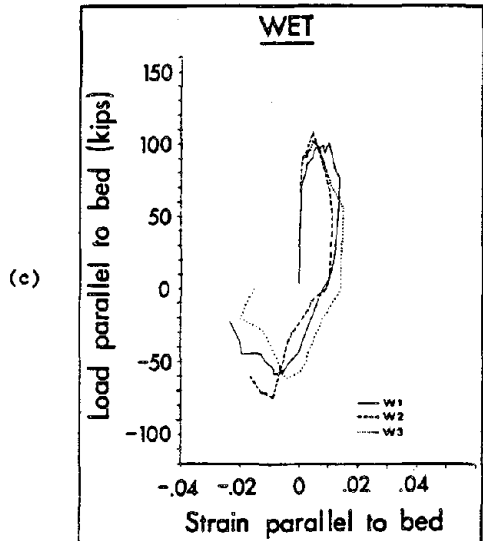 WET
(c)
Load parallel to bed (kips)
150
100
50
0
-50
-100
W1
W2
W3
-.04 -.02 0 .02 .04
Strain parallel to bed